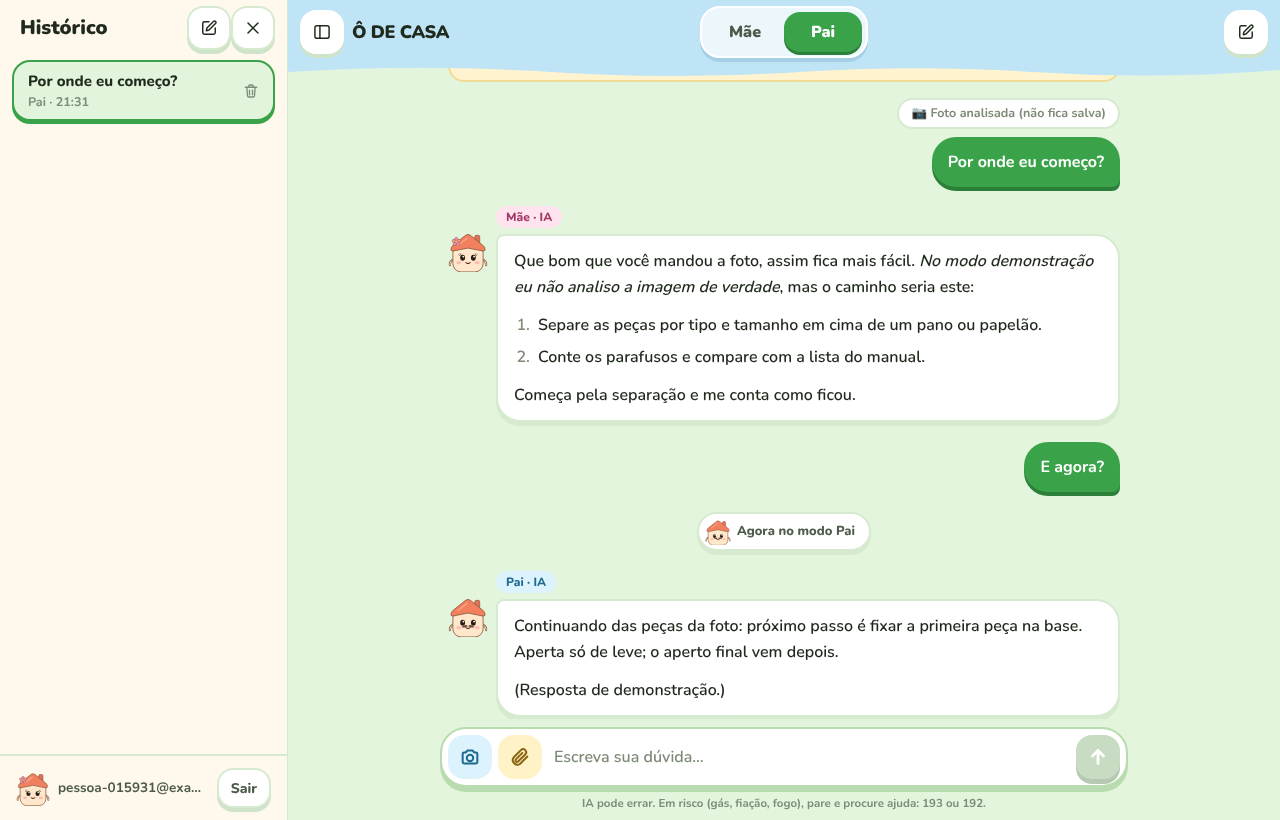 Histórico
Por onde eu começo?
Pai · 21:31
pessoa-015931@exa...
Sair
Ô DE CASA
Mãe
Pai
📷 Foto analisada (não fica salva)
Por onde eu começo?
Mãe · IA
Que bom que você mandou a foto, assim fica mais fácil. No modo demonstração
eu não analiso a imagem de verdade, mas o caminho seria este:
1. Separe as peças por tipo e tamanho em cima de um pano ou papelão.
2. Conte os parafusos e compare com a lista do manual.
Começa pela separação e me conta como ficou.
E agora?
Agora no modo Pai
Pai · IA
Continuando das peças da foto: próximo passo é fixar a primeira peça na base.
Aperta só de leve; o aperto final vem depois.
(Resposta de demonstração.)
Escreva sua dúvida...
IA pode errar. Em risco (gás, fiação, fogo), pare e procure ajuda: 193 ou 192.